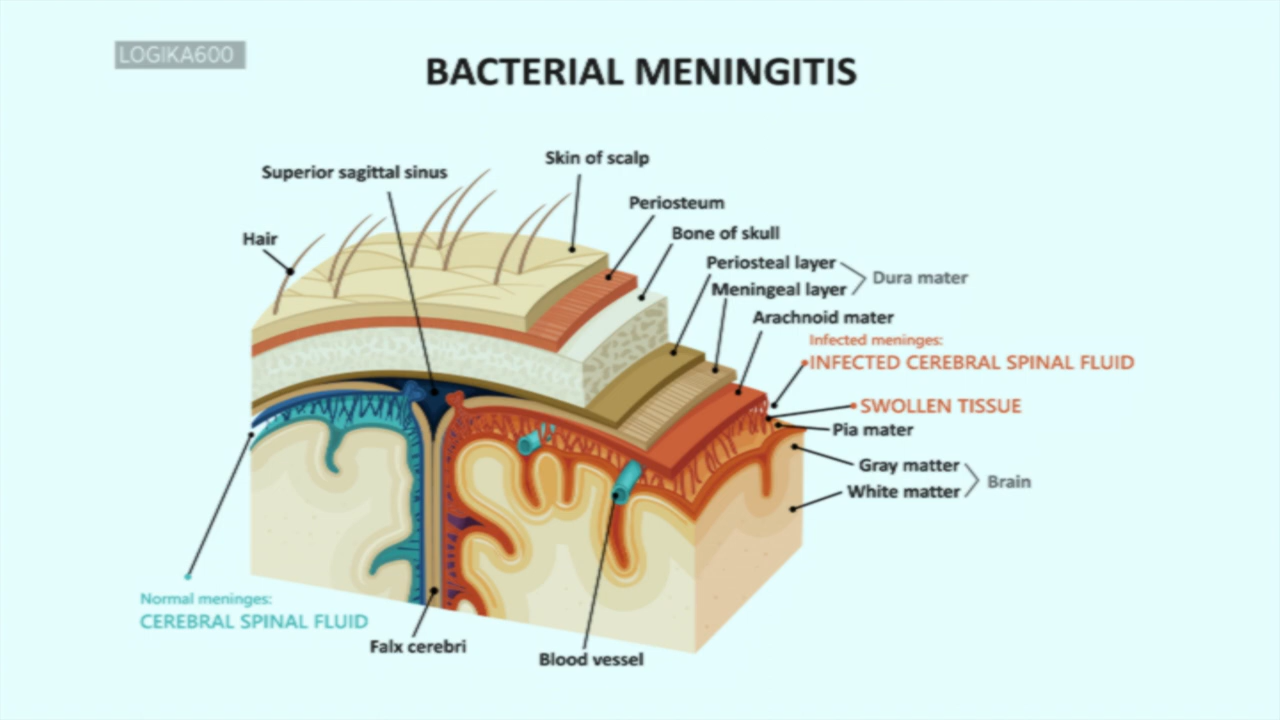 LOGIKA600
BACTERIAL MENINGITIS
Skin of scalp
Superior sagittal sinus
Periosteum
Bone of skull
Hair
Periosteal layer
Dura mater
Meningeal layer
Arachnoid mater
Infected meninges:
INFECTED CEREBRAL SPINAL FLUID
SWOLLEN TISSUE
Pia mater
Gray matter
Brain
White matter
Normal meninges:
CEREBRAL SPINAL FLUID
Falx cerebri
Blood vessel